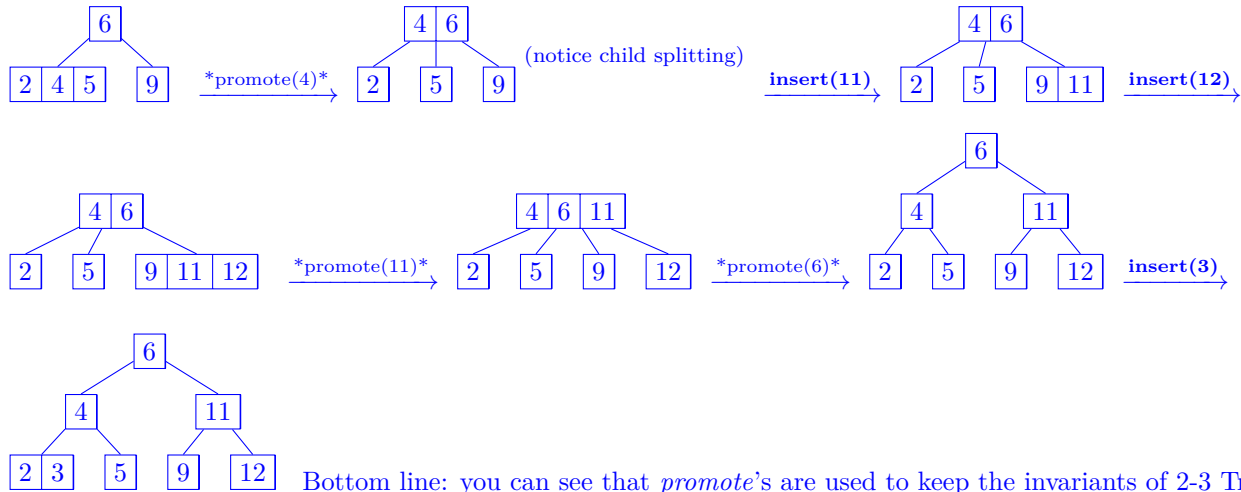 6
4 6
4 6
2 4 5 9 *promote(4)* 2 5 9 (notice child splitting) insert(11) 2 5 9 11 insert(12)
6
4 6
4 6 11
4 11
2 5 9 11 12 *promote(11)* 2 5 9 12 *promote(6)* 2 5 9 12 insert(3)
6
4 11
2 3 5 9 12 Bottom line: you can see that promote's are used to keep the invariants of 2-3